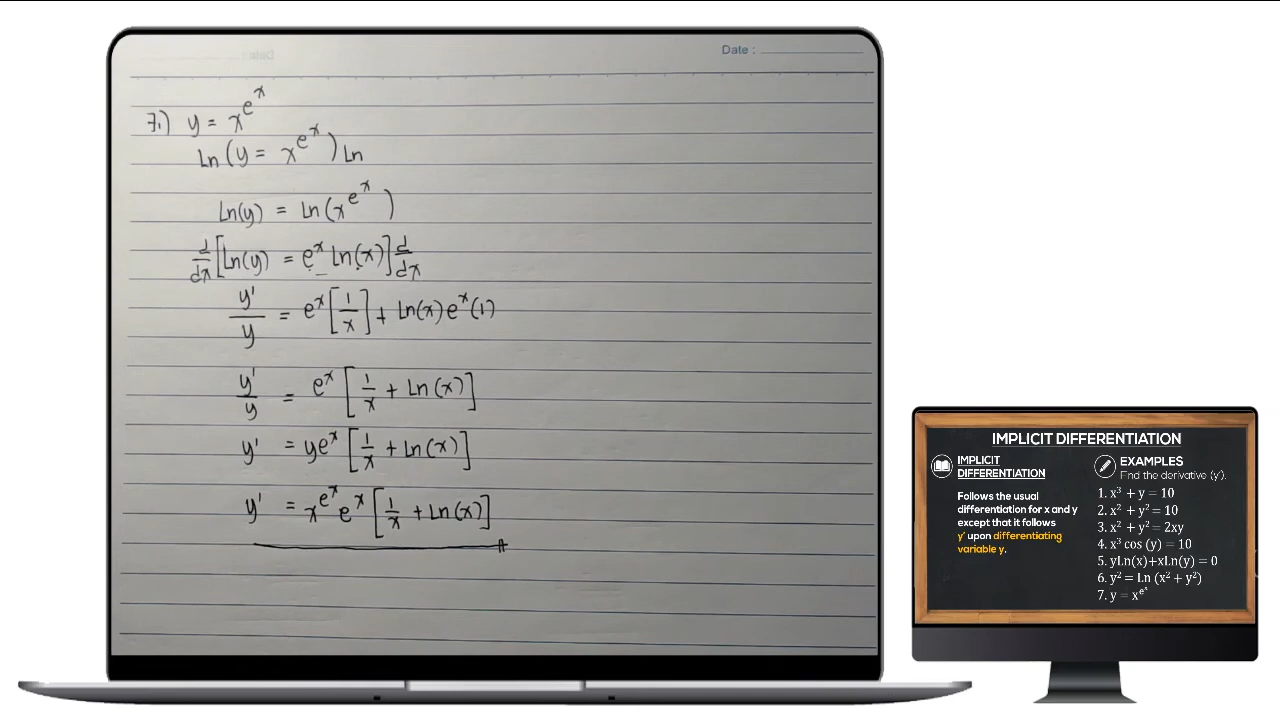 Date :
7.) y = x^{e^x}
Ln (y = x^{e^x}) Ln
Ln(y) = Ln(x^{e^x})
d/dx [Ln(y) = e^x Ln(x)] d/dx
y'/y = e^x [1/x] + Ln(x) e^x (1)
y'/y = e^x [1/x + Ln(x)]
y' = ye^x [1/x + Ln(x)]
y' = x^{e^x} e^x [1/x + Ln(x)]
IMPLICIT DIFFERENTIATION
IMPLICIT
DIFFERENTIATION
Follows the usual
differentiation for x and y
except that it follows
y' upon differentiating
variable y.
EXAMPLES
Find the derivative (y').
1. x³ + y = 10
2. x² + y² = 10
3. x² + y² = 2xy
4. x³ cos (y) = 10
5. yLn(x)+xLn(y) = 0
6. y² = Ln (x² + y²)
7. y = x^{e^x}